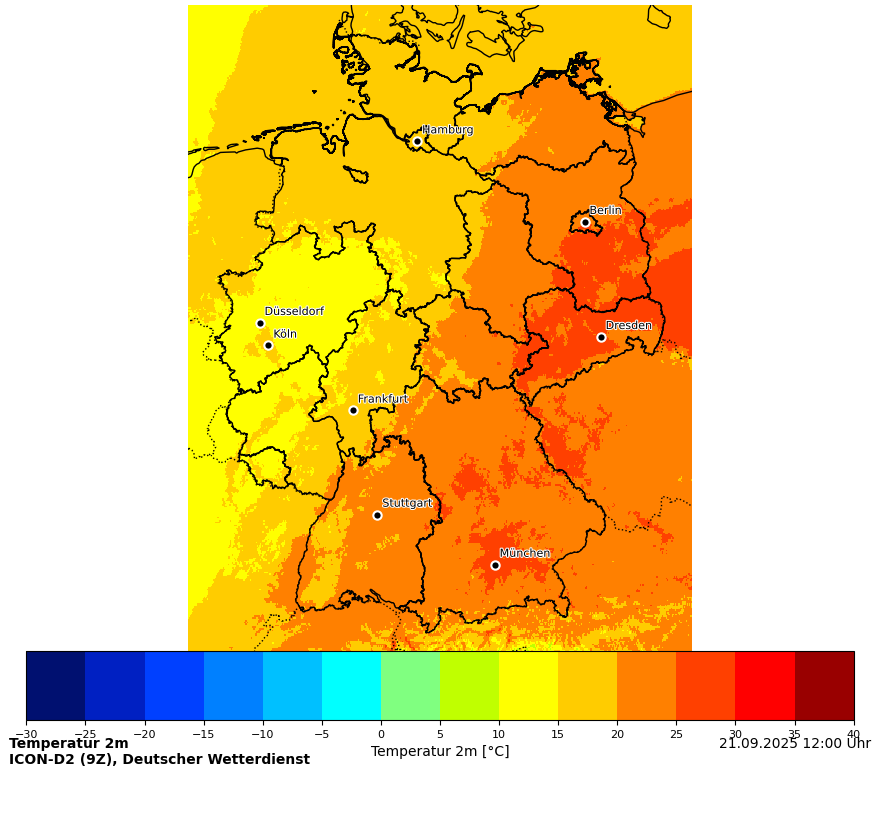 Hamburg
Berlin
Düsseldorf
Köln
Dresden
Frankfurt
Stuttgart
München
−30 −25 −20 −15 −10 −5 0 5 10 15 20 25 30 35 40
Temperatur 2m
Temperatur 2m [°C]
21.09.2025 12:00 Uhr
ICON-D2 (9Z), Deutscher Wetterdienst